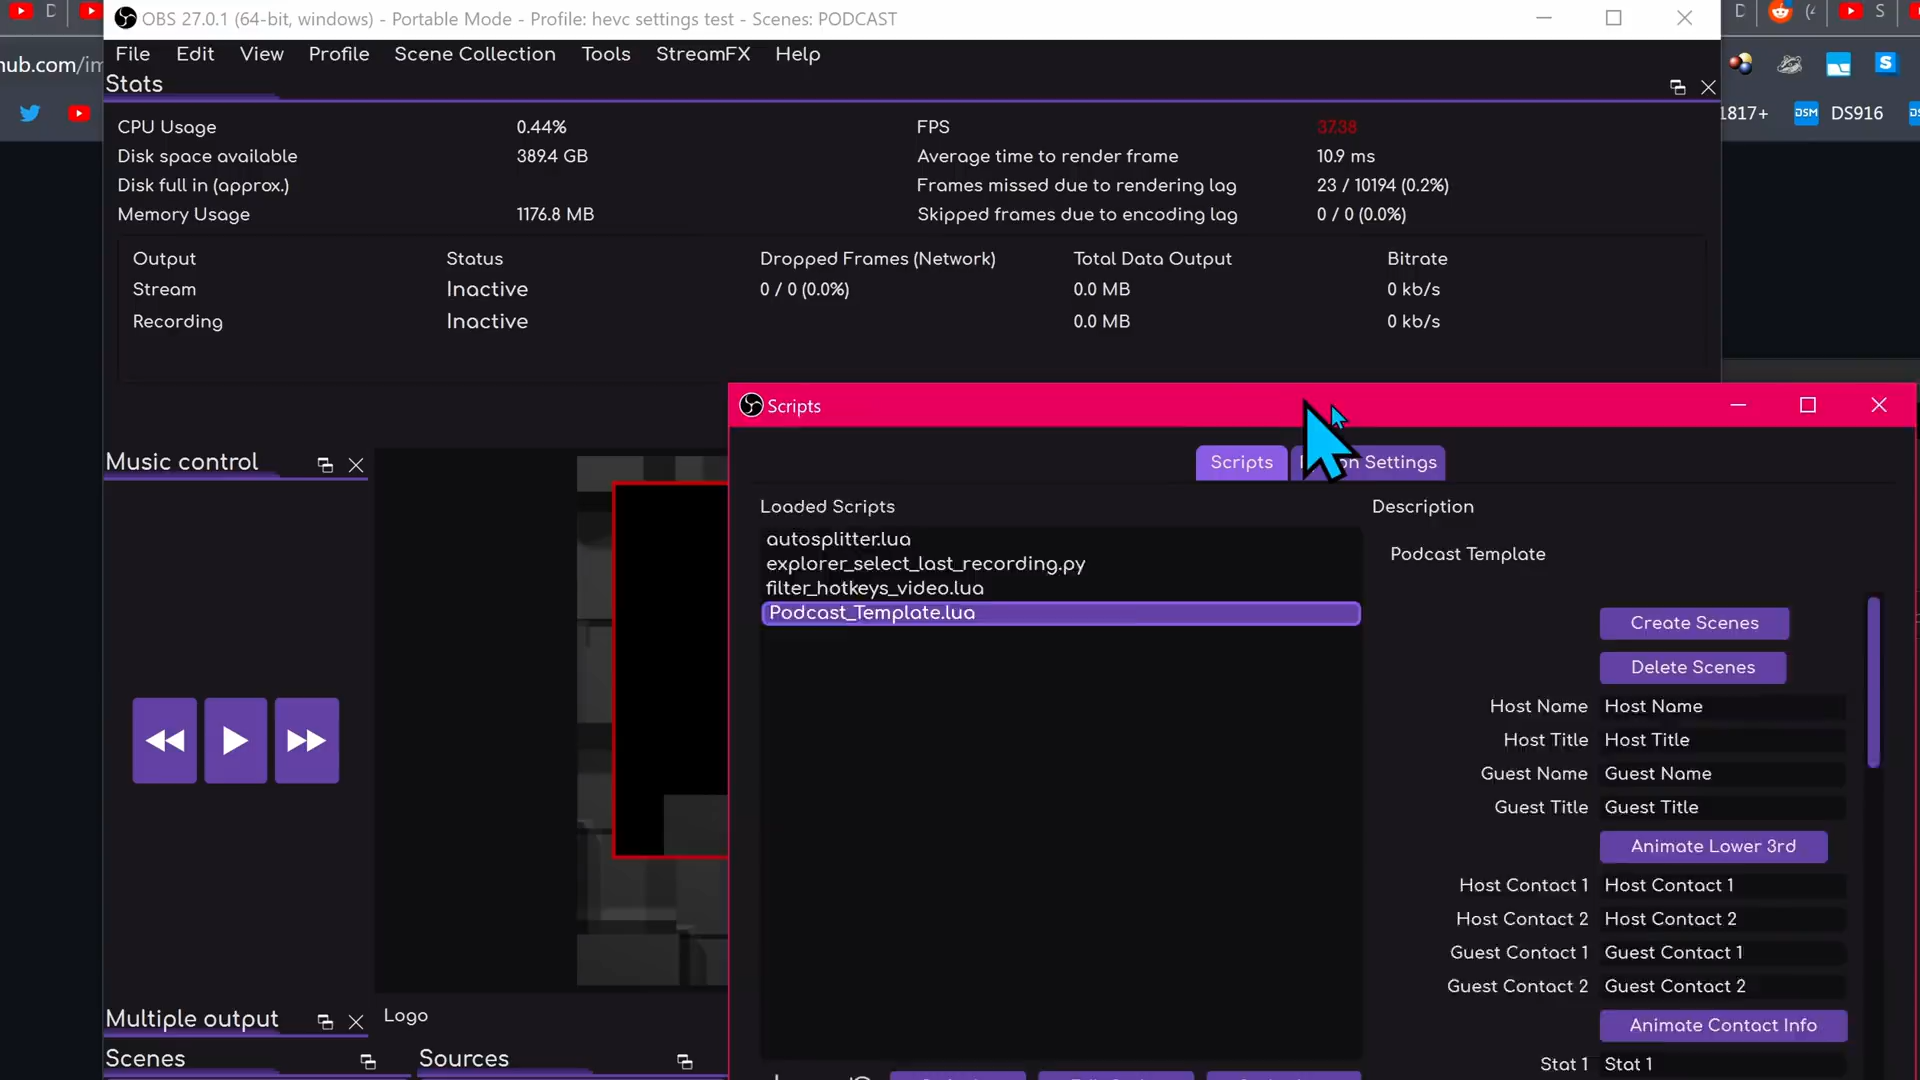 OBS 27.0.1 (64-bit, windows) - Portable Mode - Profile: hevc settings test - Scenes: PODCAST
File Edit View Profile Scene Collection Tools StreamFX Help
Stats
CPU Usage 0.44% FPS 37.38
Disk space available 389.4 GB Average time to render frame 10.9 ms
Disk full in (approx.) Frames missed due to rendering lag 23 / 10194 (0.2%)
Memory Usage 1176.8 MB Skipped frames due to encoding lag 0 / 0 (0.0%)
Output Status Dropped Frames (Network) Total Data Output Bitrate
Stream Inactive 0 / 0 (0.0%) 0.0 MB 0 kb/s
Recording Inactive 0.0 MB 0 kb/s
1817+ DSM DS916
Scripts
Music control
Scripts Settings
Loaded Scripts
autosplitter.lua
explorer_select_last_recording.py
filter_hotkeys_video.lua
Podcast_Template.lua
Description
Podcast Template
Create Scenes
Delete Scenes
Host Name Host Name
Host Title Host Title
Guest Name Guest Name
Guest Title Guest Title
Animate Lower 3rd
Host Contact 1 Host Contact 1
Host Contact 2 Host Contact 2
Guest Contact 1 Guest Contact 1
Guest Contact 2 Guest Contact 2
Animate Contact Info
Stat 1 Stat 1
Multiple output
Logo
Scenes
Sources